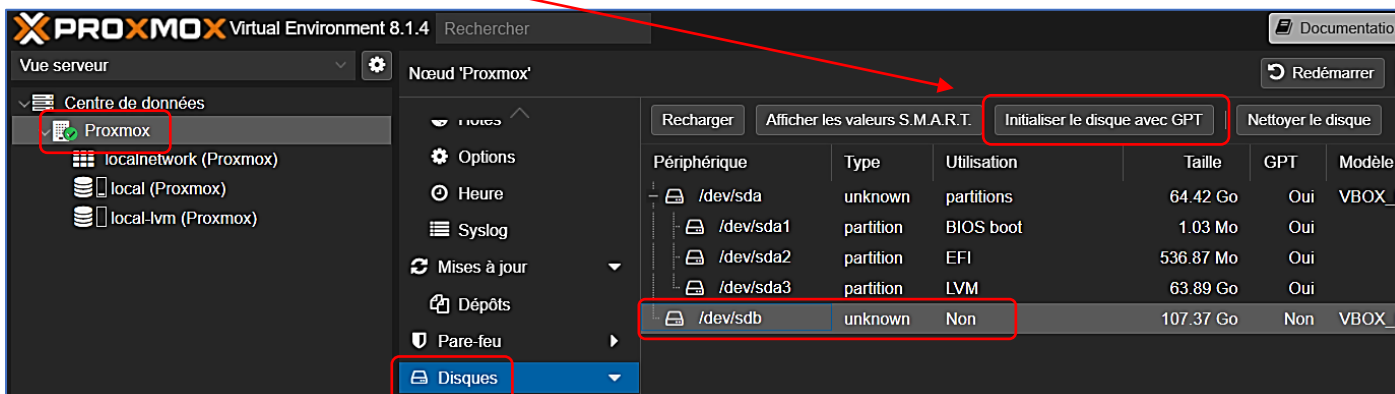 PROXMOX Virtual Environment 8.1.4 Rechercher Documentatio
Vue serveur
Centre de données
Proxmox
localnetwork (Proxmox)
local (Proxmox)
local-lvm (Proxmox)
Nœud 'Proxmox'
Redémarrer
Notes
Options
Heure
Syslog
Mises à jour
Dépôts
Pare-feu
Disques
Recharger Afficher les valeurs S.M.A.R.T. Initialiser le disque avec GPT Nettoyer le disque
Périphérique Type Utilisation Taille GPT Modèle
/dev/sda unknown partitions 64.42 Go Oui VBOX_
/dev/sda1 partition BIOS boot 1.03 Mo Oui
/dev/sda2 partition EFI 536.87 Mo Oui
/dev/sda3 partition LVM 63.89 Go Oui
/dev/sdb unknown Non 107.37 Go Non VBOX_